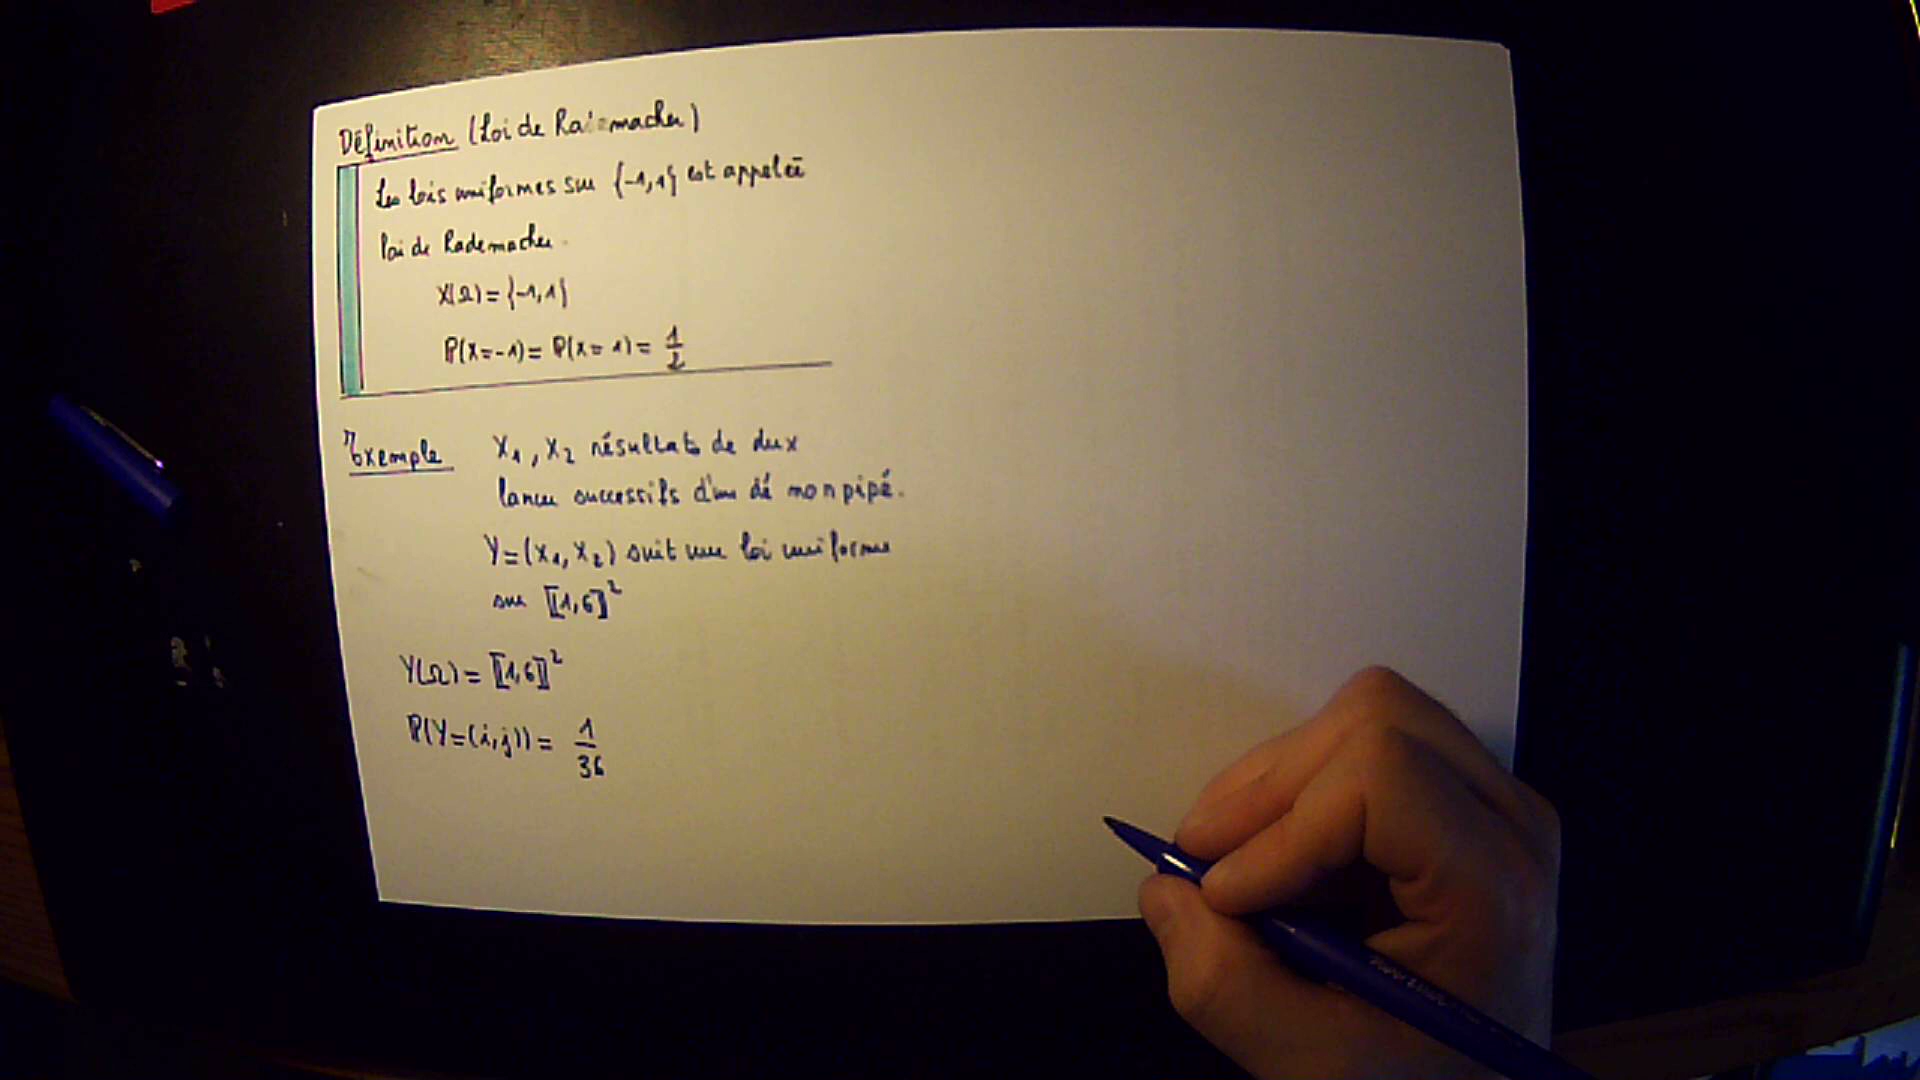 Définition (Loi de Rademacher)
Les lois uniformes sur {-1,1} est appelée
loi de Rademacher.
X(Ω) = {-1,1}
P(X=-1) = P(X=1) = 1/2
Exemple X₁, X₂ résultats de deux
lancer successifs d'un dé non pipé.
Y=(X₁, X₂) suit une loi uniforme
sur ⟦1,6⟧²
Y(Ω) = ⟦1,6⟧²
P(Y=(i,j)) = 1/36